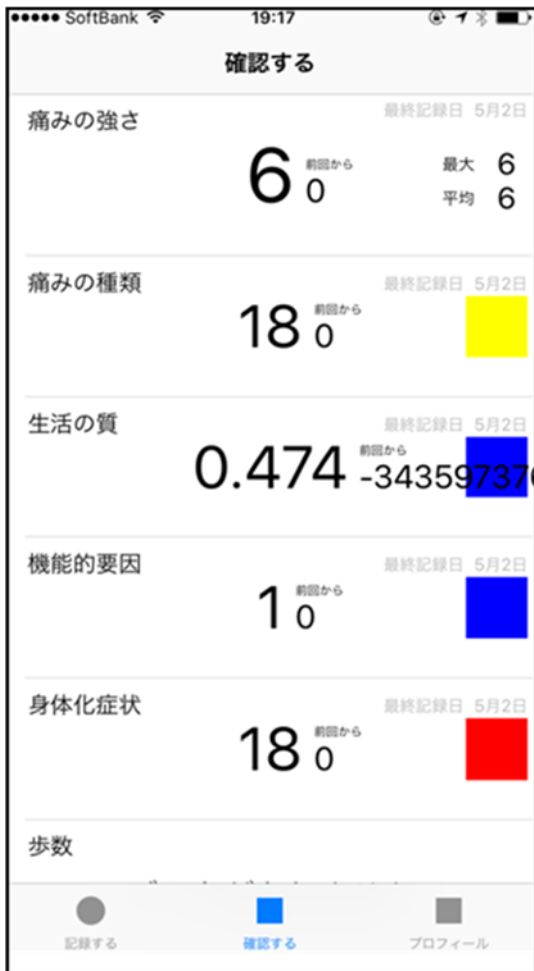 SoftBank 19:17
確認する
最終記録日 5月2日
痛みの強さ
6 前回から 0
最大 6
平均 6
最終記録日 5月2日
痛みの種類
18 前回から 0
最終記録日 5月2日
生活の質
0.474 前回から -34359737
最終記録日 5月2日
機能的要因
1 前回から 0
最終記録日 5月2日
身体化症状
18 前回から 0
歩数
記録する 確認する プロフィール